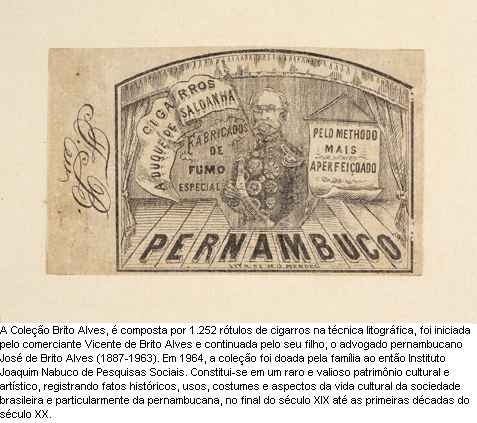 CIGARROS
A DUQUE DE SALDANHA
FABRICADOS
DE
FUMO
ESPECIAL
PELO METHODO
MAIS
APERFEIÇOADO
PERNAMBUCO
A Coleção Brito Alves, é composta por 1.252 rótulos de cigarros na técnica litográfica, foi iniciada
pelo comerciante Vicente de Brito Alves e continuada pelo seu filho, o advogado pernambucano
José de Brito Alves (1887-1963). Em 1964, a coleção foi doada pela família ao então Instituto
Joaquim Nabuco de Pesquisas Sociais. Constitui-se em um raro e valioso patrimônio cultural e
artístico, registrando fatos históricos, usos, costumes e aspectos da vida cultural da sociedade
brasileira e particularmente da pernambucana, no final do século XIX até as primeiras décadas do
século XX.